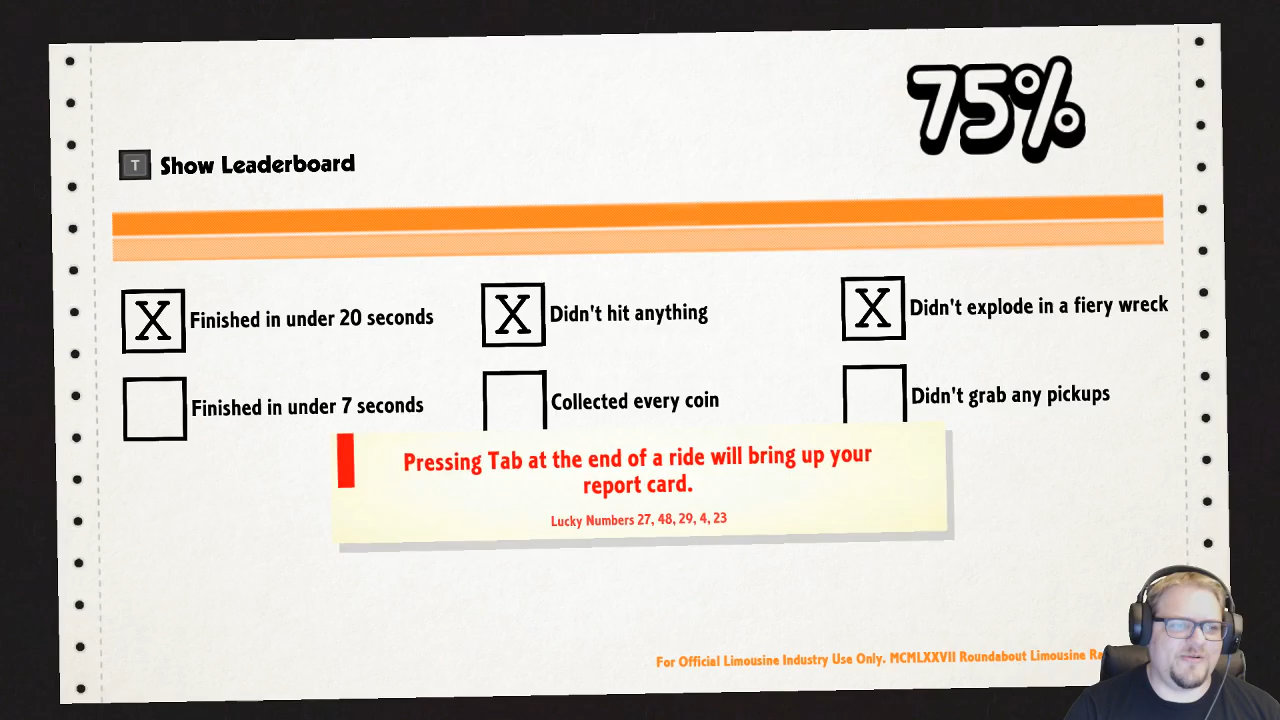 75%
T Show Leaderboard
X Finished in under 20 seconds
X Didn't hit anything
X Didn't explode in a fiery wreck
Finished in under 7 seconds
Collected every coin
Didn't grab any pickups
Pressing Tab at the end of a ride will bring up your
report card.
Lucky Numbers 27, 48, 29, 4, 23
For Official Limousine Industry Use Only. MCMLXXVII Roundabout Limousine